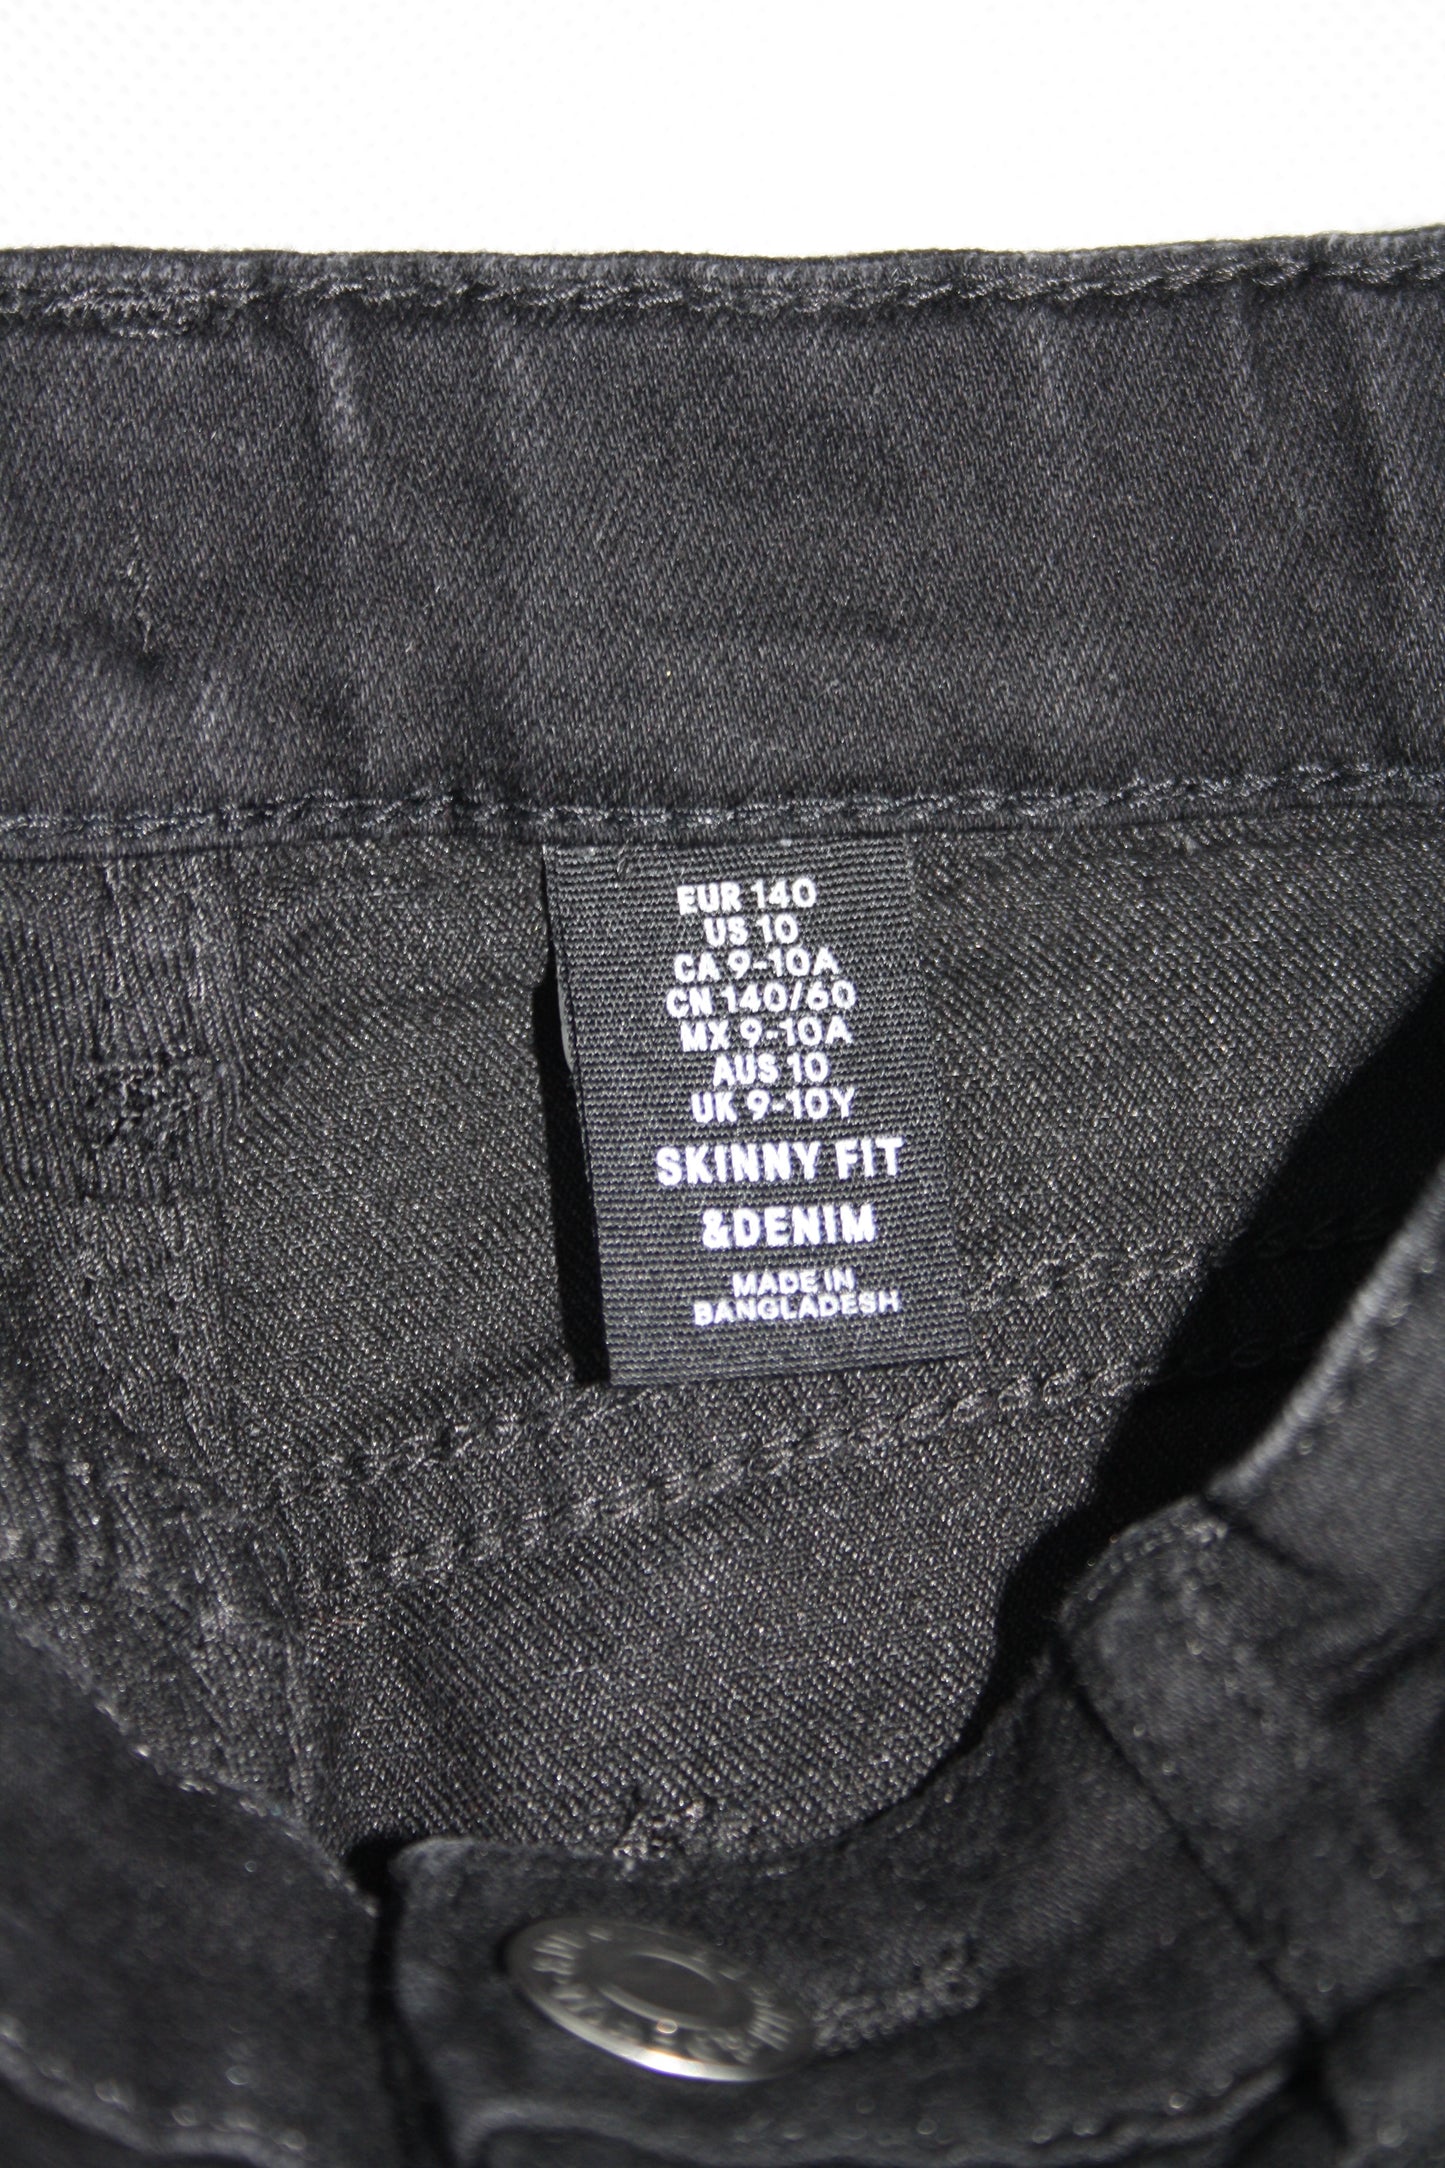 EUR 140
US 10
CA 9-10A
CN 140/60
MX 9-10A
AUS 10
UK 9-10Y
SKINNY FIT
&DENIM
MADE IN
BANGLADESH